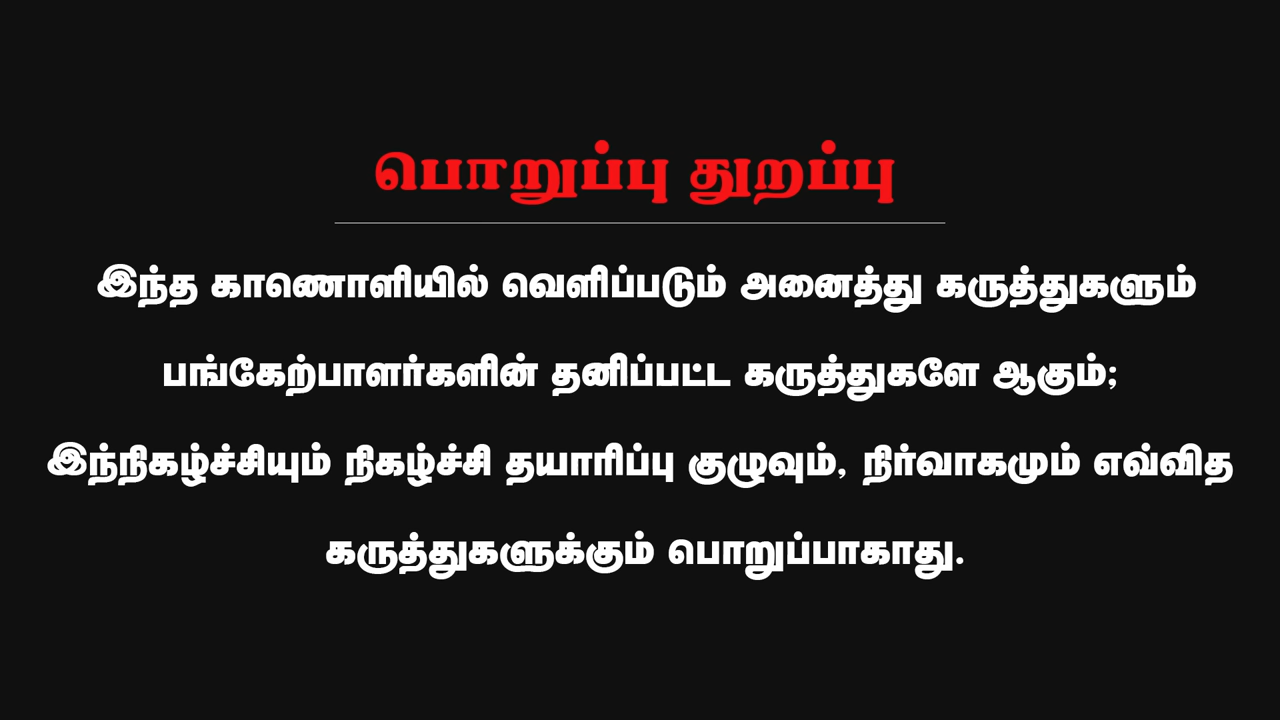 பொறுப்பு துறப்பு
இந்த காணொளியில் வெளிப்படும் அனைத்து கருத்துகளும்
பங்கேற்பாளர்களின் தனிப்பட்ட கருத்துகளே ஆகும்;
இந்நிகழ்ச்சியும் நிகழ்ச்சி தயாரிப்பு குழுவும், நிர்வாகமும் எவ்வித
கருத்துகளுக்கும் பொறுப்பாகாது.